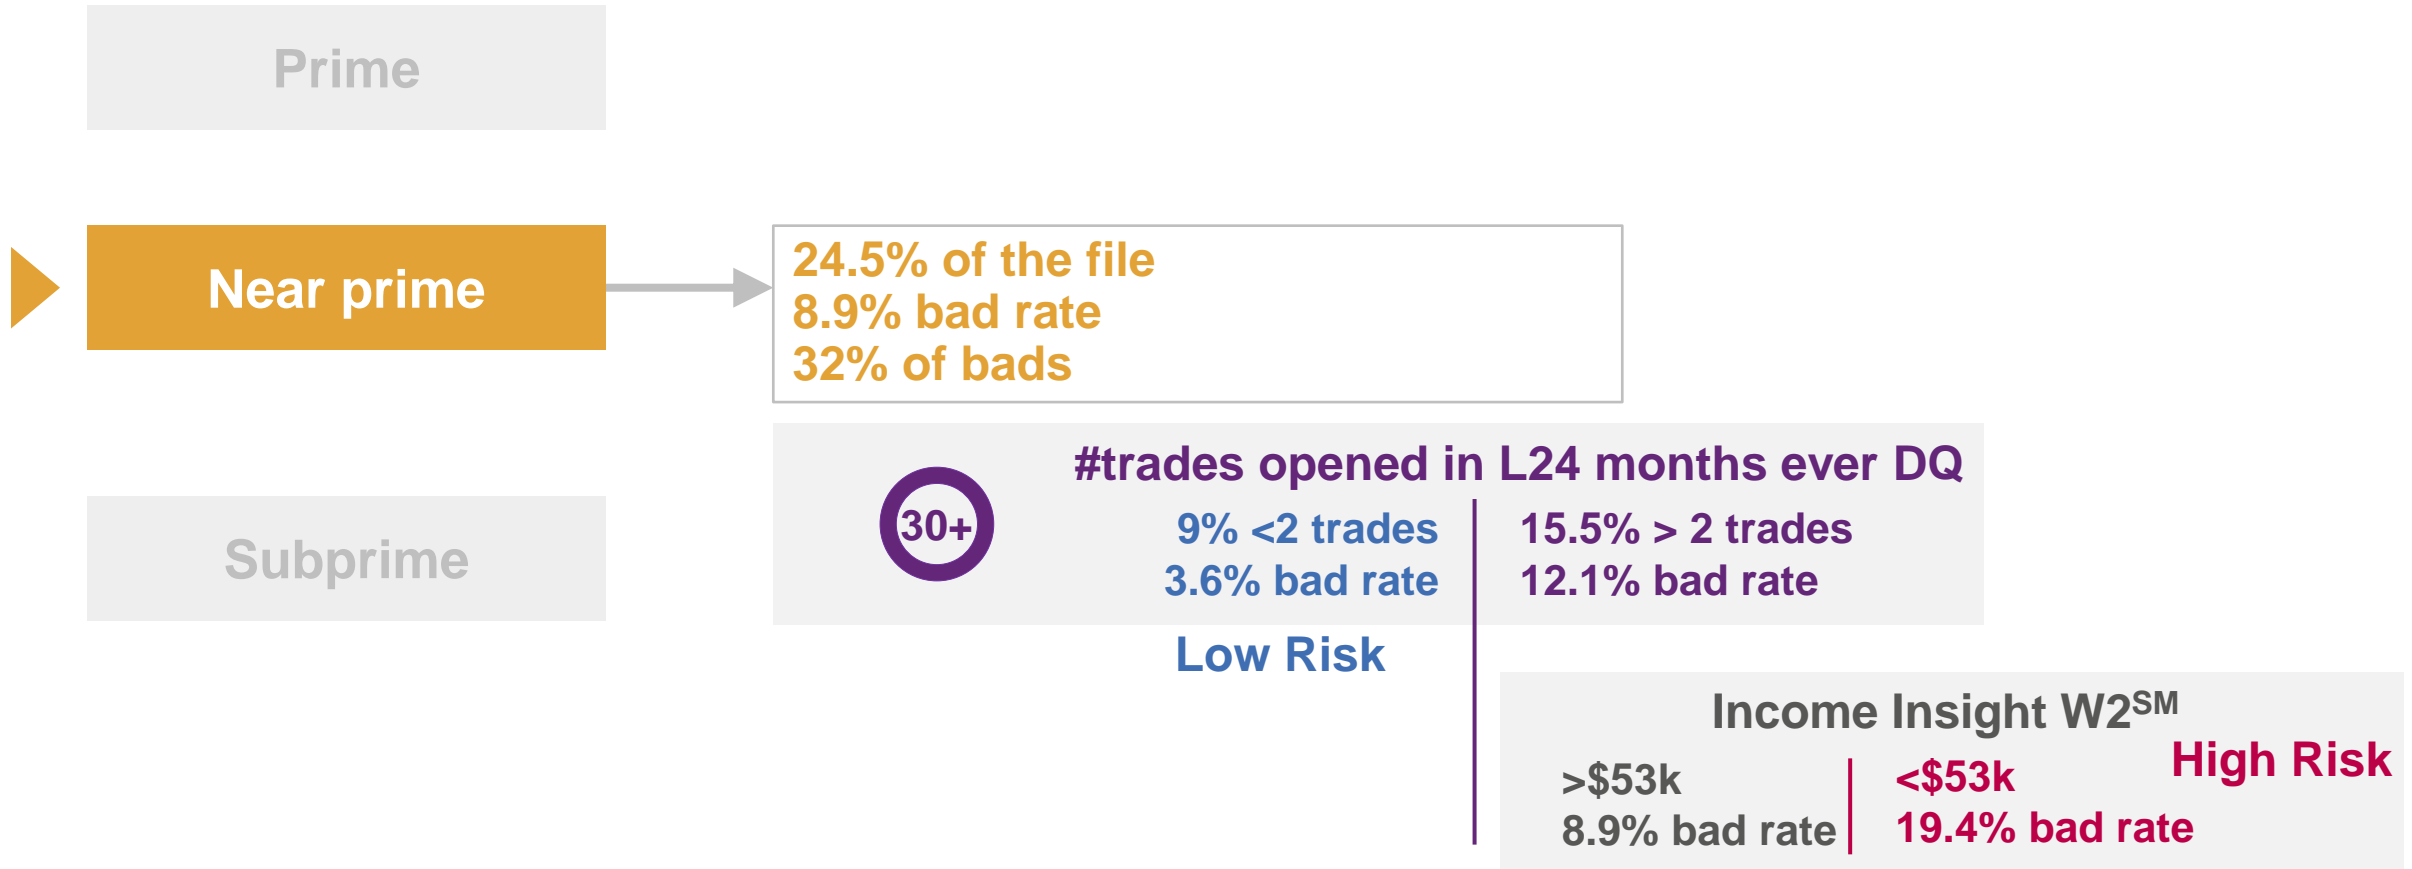 Prime
Near prime
24.5% of the file
8.9% bad rate
32% of bads
Subprime
30+
#trades opened in L24 months ever DQ
9% <2 trades
3.6% bad rate
15.5% > 2 trades
12.1% bad rate
Low Risk
Income Insight W2SM
>$53k
8.9% bad rate
<$53k
19.4% bad rate
High Risk